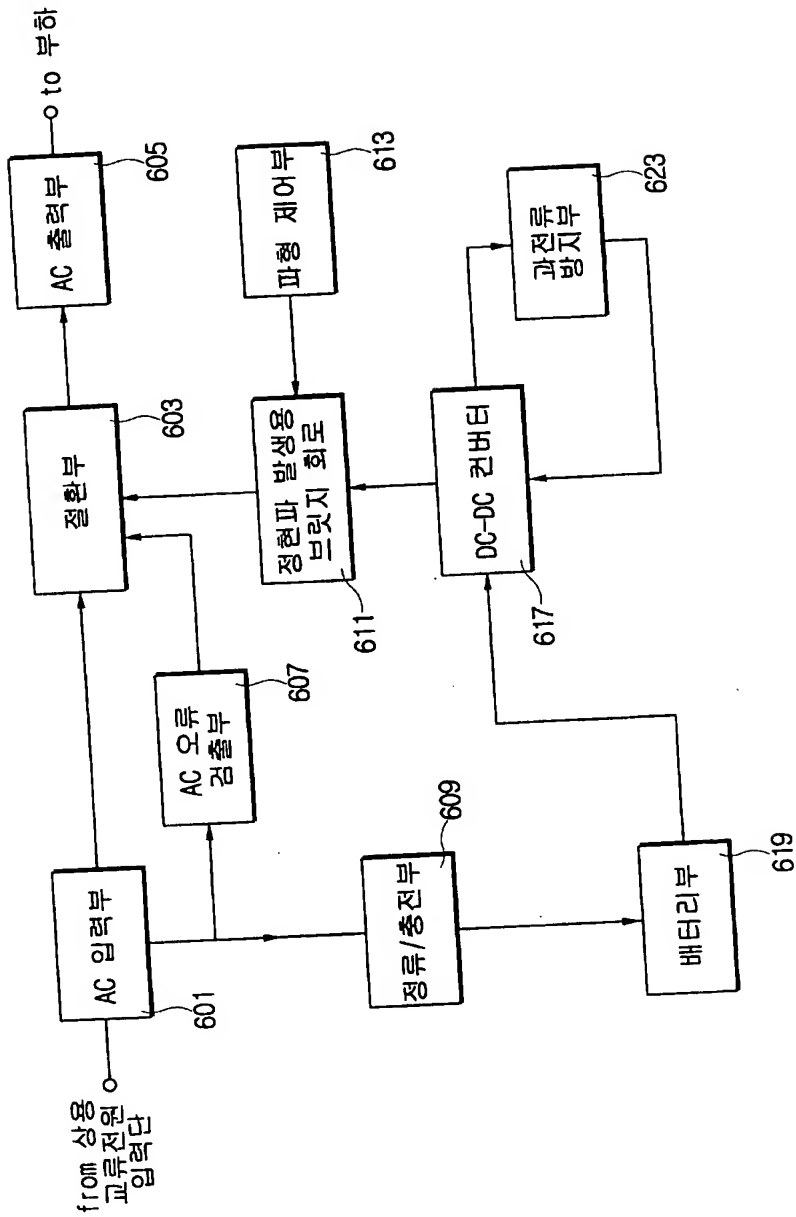 from 상용
교류전원
입력단
AC 입력부
601
절환부
603
AC 출력부
605
to 부하
AC 오류
검출부
607
정현파 발생용
브릿지 회로
611
파형 제어부
613
정류/충전부
609
DC-DC 컨버터
617
과전류
방지부
623
배터리부
619